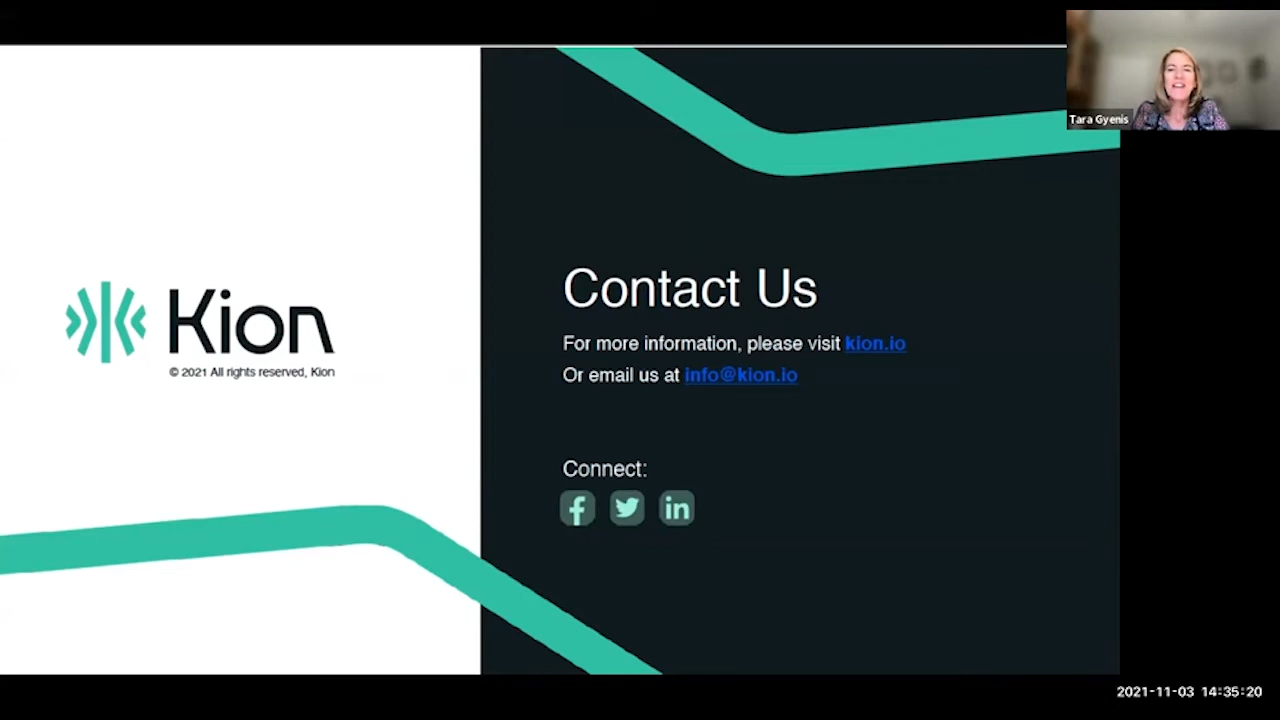 Tara Gyenis
Kion
© 2021 All rights reserved, Kion
Contact Us
For more information, please visit kion.io
Or email us at info@kion.io
Connect:
2021-11-03 14:35:20